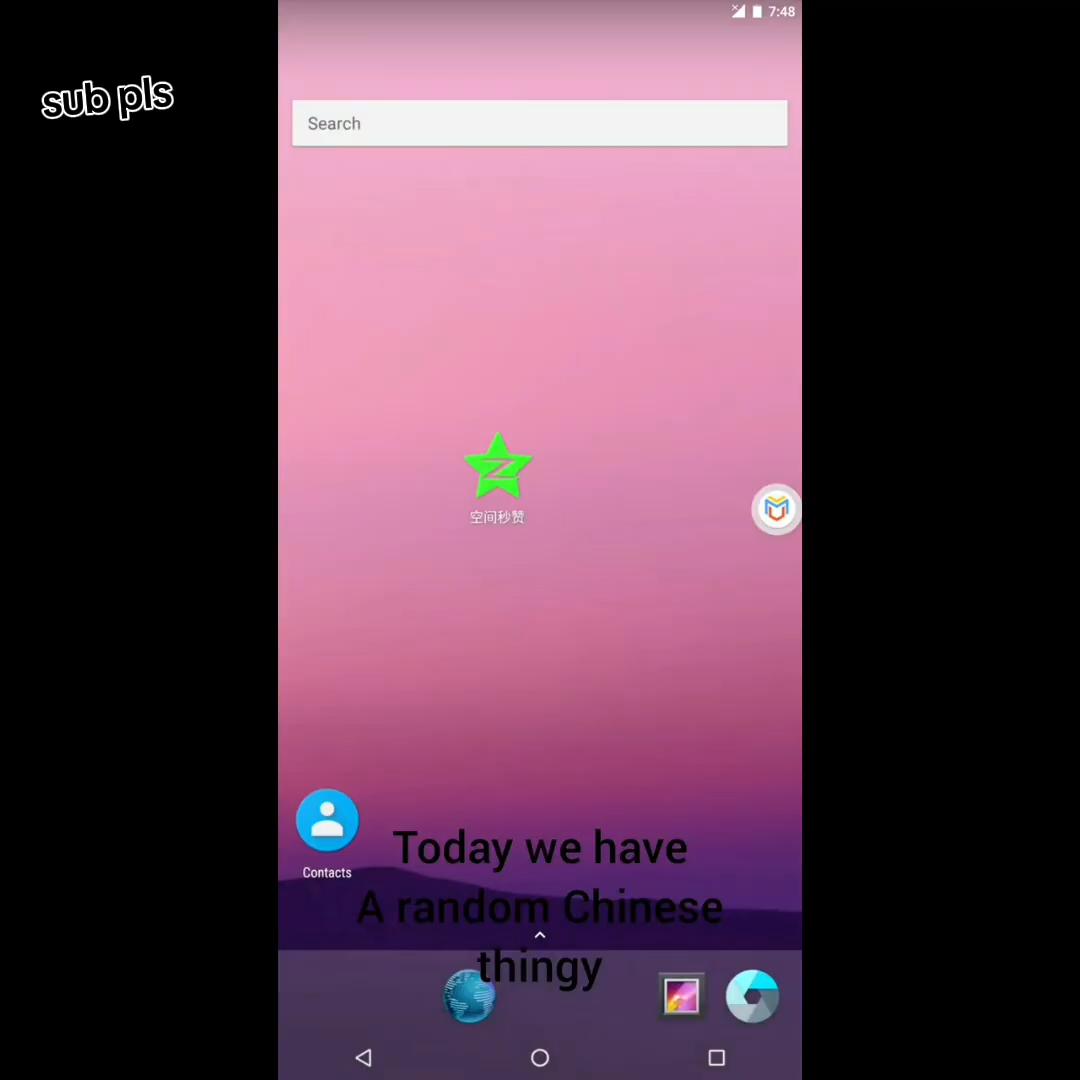 7:48
sub pls
Search
空间秒赞
Contacts
Today we have
A random Chinese
thingy